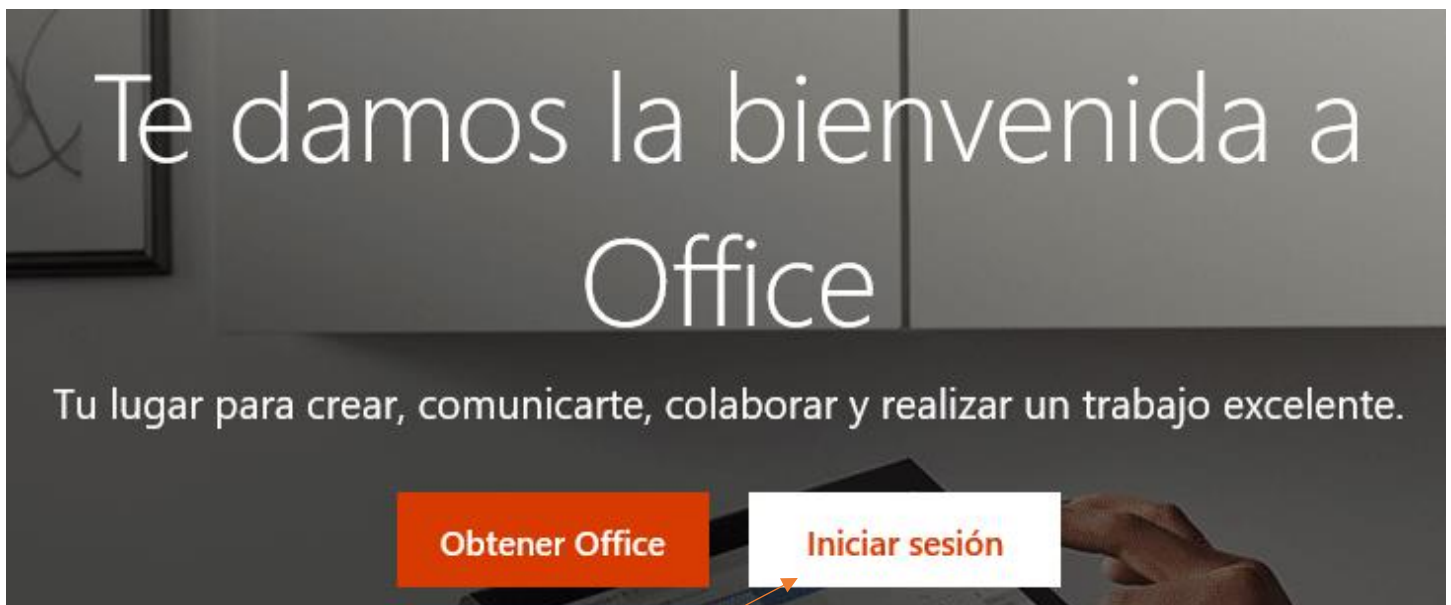 Te damos la bienvenida a
Office
Tu lugar para crear, comunicarte, colaborar y realizar un trabajo excelente.
Obtener Office
Iniciar sesión